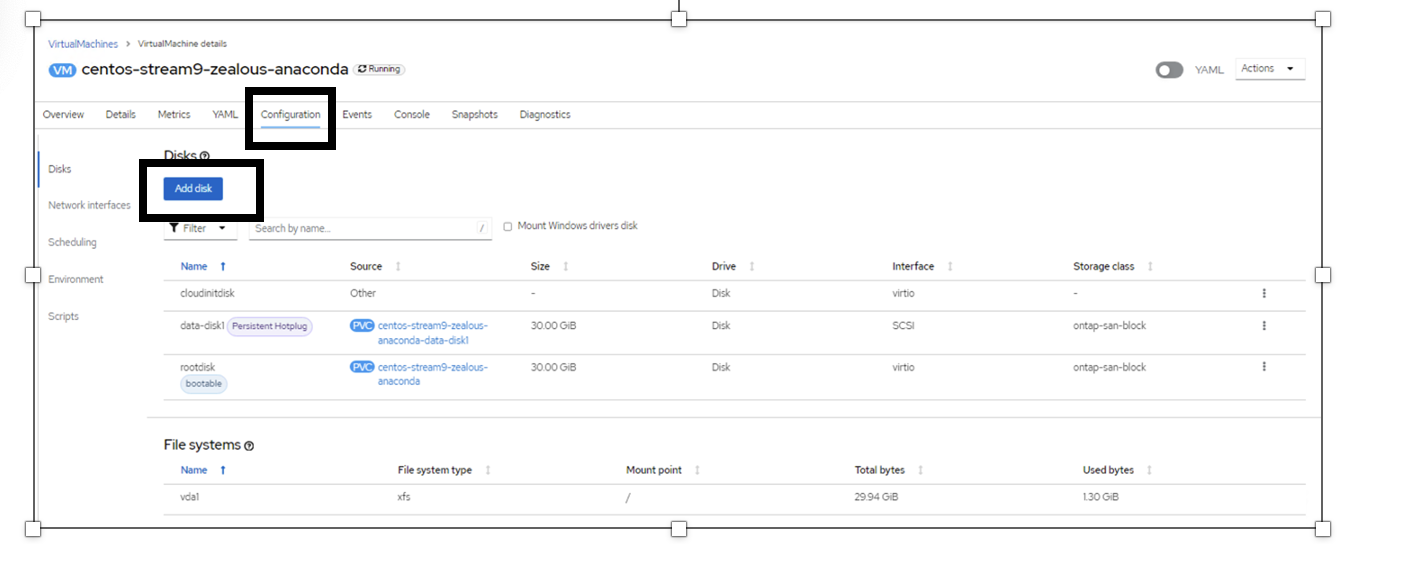 VirtualMachines > VirtualMachine details
VM centos-stream9-zealous-anaconda Running
YAML Actions
Overview Details Metrics YAML Configuration Events Console Snapshots Diagnostics
Disks
Network interfaces
Scheduling
Environment
Scripts
Disks
Add disk
Filter Search by name... / Mount Windows drivers disk
Name Source Size Drive Interface Storage class
cloudinitdisk Other - Disk virtio -
data-disk1 Persistent Hotplug PVC centos-stream9-zealous- 30.00 GiB Disk SCSI ontap-san-block
anaconda-data-disk1
rootdisk PVC centos-stream9-zealous- 30.00 GiB Disk virtio ontap-san-block
bootable anaconda
File systems
Name File system type Mount point Total bytes Used bytes
vda1 xfs / 29.94 GiB 1.30 GiB